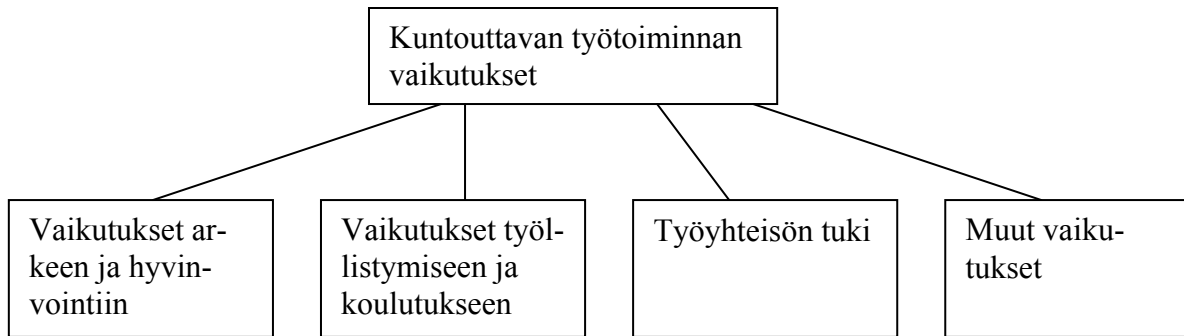 Kuntouttavan työtoiminnan
vaikutukset
Vaikutukset ar-
keen ja hyvin-
vointiin
Vaikutukset työl-
listymiseen ja
koulutukseen
Työyhteisön tuki
Muut vaiku-
tukset